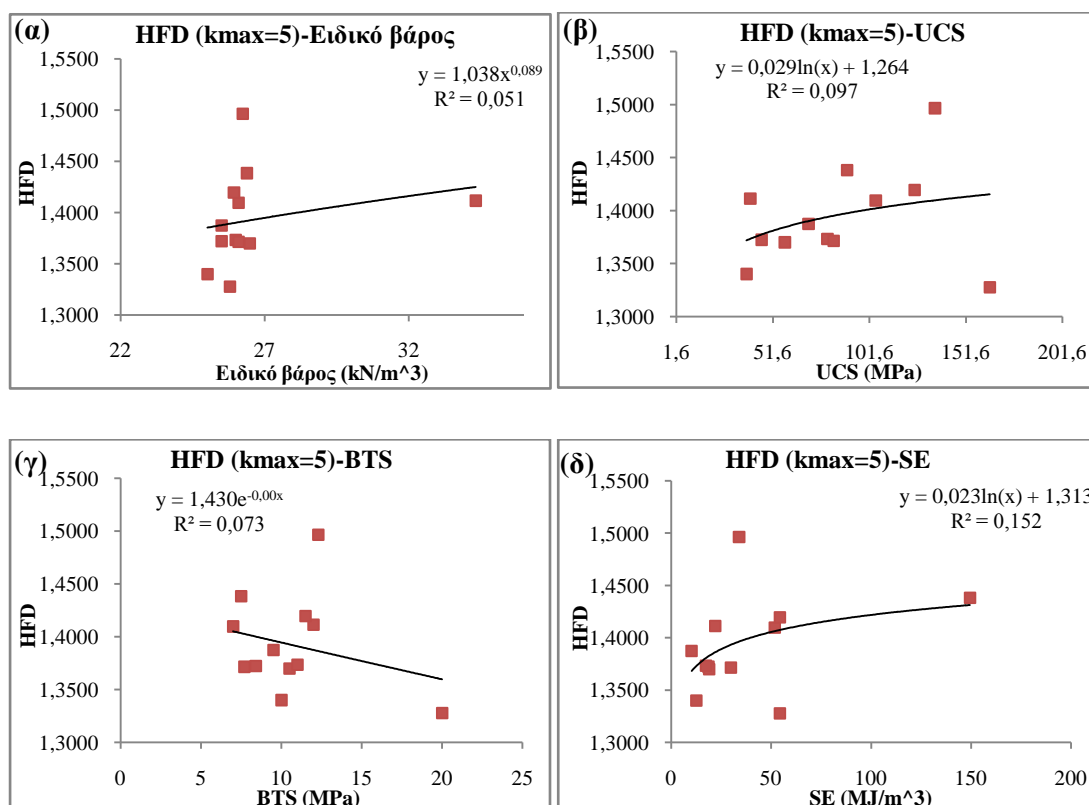 (α)
HFD (kmax=5)-Ειδικό βάρος
y = 1,038x^0,089
R² = 0,051
HFD
1,5500
1,5000
1,4500
1,4000
1,3500
1,3000
22
27
32
Ειδικό βάρος (kN/m^3)
(β)
HFD (kmax=5)-UCS
y = 0,029ln(x) + 1,264
R² = 0,097
HFD
1,5500
1,5000
1,4500
1,4000
1,3500
1,3000
1,6
51,6
101,6
151,6
201,6
UCS (MPa)
(γ)
HFD (kmax=5)-BTS
y = 1,430e^-0,00x
R² = 0,073
HFD
1,5500
1,5000
1,4500
1,4000
1,3500
1,3000
0
5
10
15
20
25
BTS (MPa)
(δ)
HFD (kmax=5)-SE
y = 0,023ln(x) + 1,313
R² = 0,152
HFD
1,5500
1,5000
1,4500
1,4000
1,3500
1,3000
0
50
100
150
200
SE (MJ/m^3)